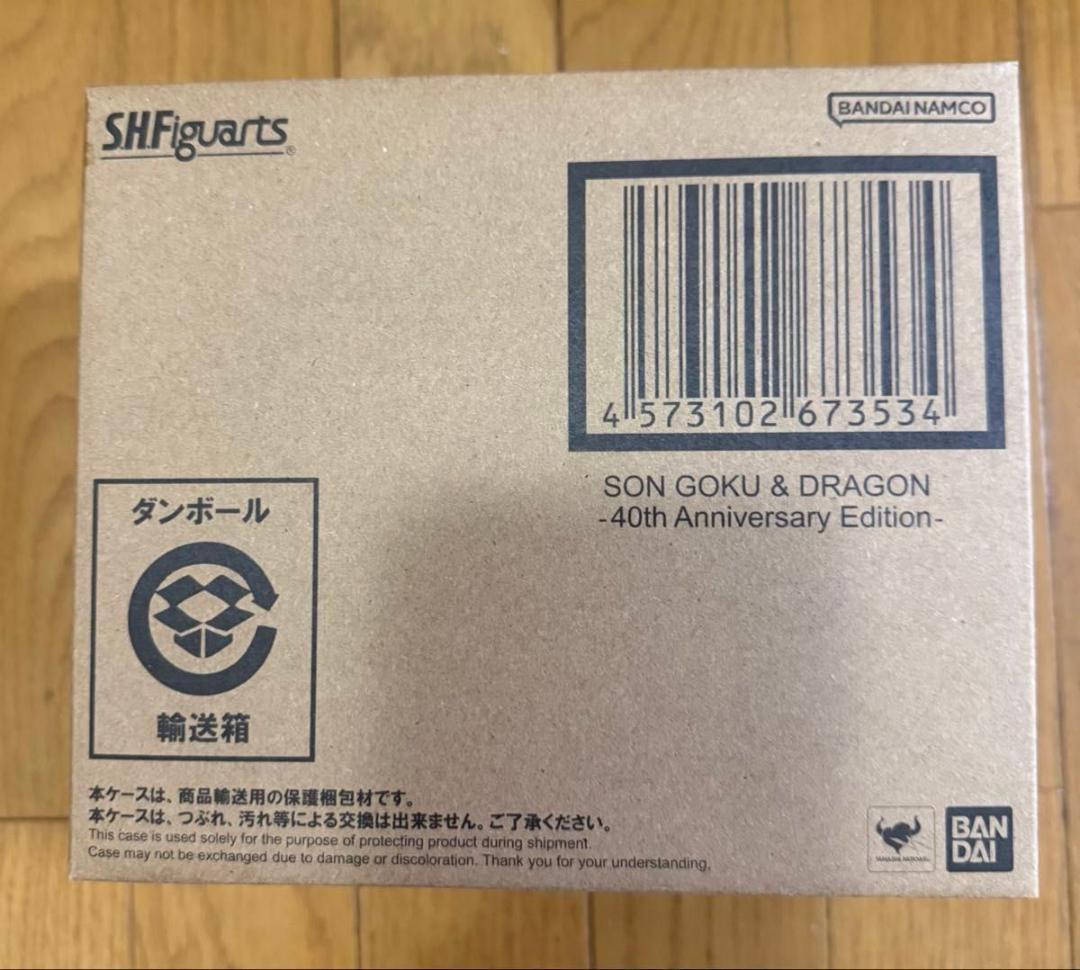 S.H.Figuarts®
BANDAI NAMCO
4 573102 673534
SON GOKU & DRAGON
-40th Anniversary Edition-
ダンボール
輸送箱
本ケースは、商品輸送用の保護梱包材です。
本ケースは、つぶれ、汚れ等による交換は出来ません。ご了承ください。
This case is used solely for the purpose of protecting product during shipment.
Case may not be exchanged due to damage or discoloration. Thank you for your understanding.
TAMASHII NATIONS
BAN
DAI